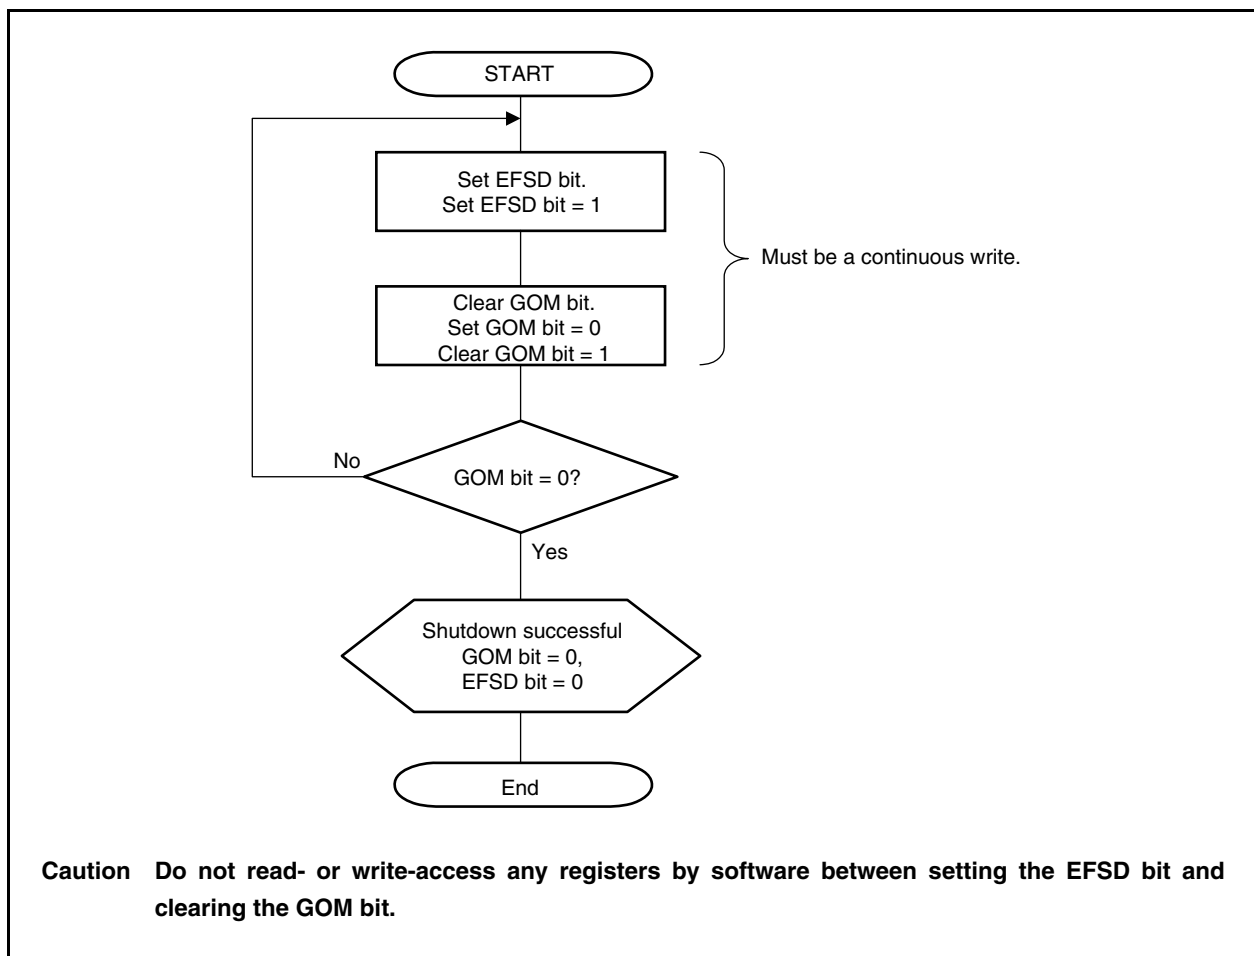 START
Set EFSD bit.
Set EFSD bit = 1
Must be a continuous write.
Clear GOM bit.
Set GOM bit = 0
Clear GOM bit = 1
No
GOM bit = 0?
Yes
Shutdown successful
GOM bit = 0,
EFSD bit = 0
End
Caution Do not read- or write-access any registers by software between setting the EFSD bit and
clearing the GOM bit.